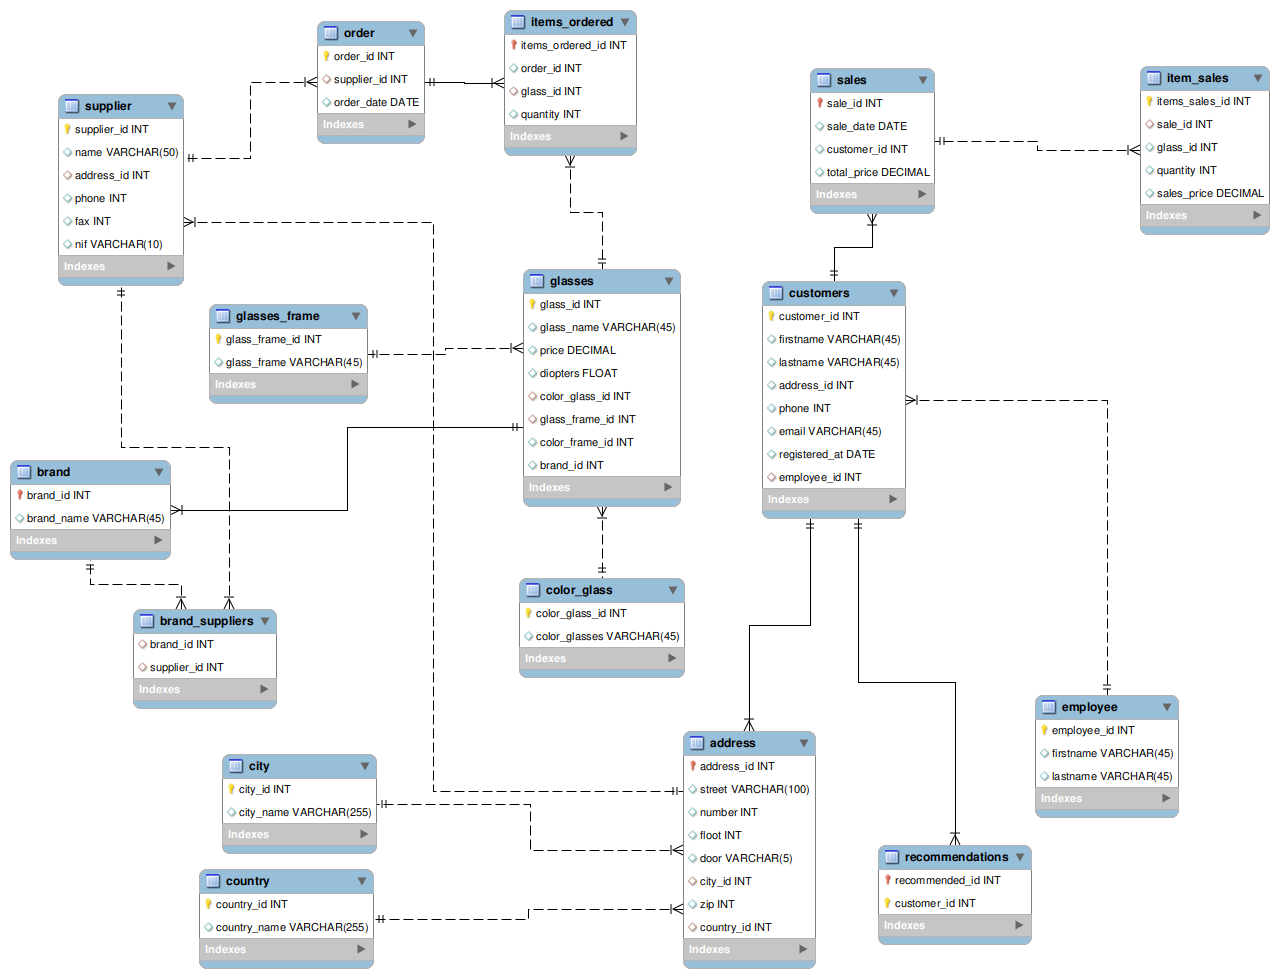 order
order_id INT
supplier_id INT
order_date DATE
Indexes
items_ordered
items_ordered_id INT
order_id INT
glass_id INT
quantity INT
Indexes
sales
sale_id INT
sale_date DATE
customer_id INT
total_price DECIMAL
Indexes
item_sales
items_sales_id INT
sale_id INT
glass_id INT
quantity INT
sales_price DECIMAL
Indexes
supplier
supplier_id INT
name VARCHAR(50)
address_id INT
phone INT
fax INT
nif VARCHAR(10)
Indexes
glasses_frame
glass_frame_id INT
glass_frame VARCHAR(45)
Indexes
glasses
glass_id INT
glass_name VARCHAR(45)
price DECIMAL
diopters FLOAT
color_glass_id INT
glass_frame_id INT
color_frame_id INT
brand_id INT
Indexes
customers
customer_id INT
firstname VARCHAR(45)
lastname VARCHAR(45)
address_id INT
phone INT
email VARCHAR(45)
registered_at DATE
employee_id INT
Indexes
brand
brand_id INT
brand_name VARCHAR(45)
Indexes
brand_suppliers
brand_id INT
supplier_id INT
Indexes
color_glass
color_glass_id INT
color_glasses VARCHAR(45)
Indexes
city
city_id INT
city_name VARCHAR(255)
Indexes
country
country_id INT
country_name VARCHAR(255)
Indexes
address
address_id INT
street VARCHAR(100)
number INT
floot INT
door VARCHAR(5)
city_id INT
zip INT
country_id INT
Indexes
employee
employee_id INT
firstname VARCHAR(45)
lastname VARCHAR(45)
Indexes
recommendations
recommended_id INT
customer_id INT
Indexes